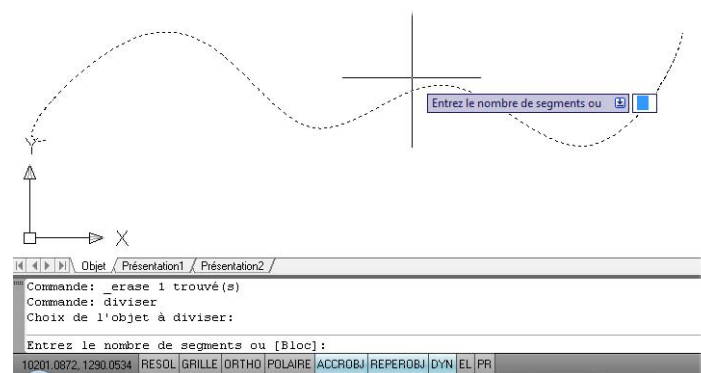 Entrez le nombre de segments ou
Y
X
Objet / Présentation1 / Présentation2 /
Commande: _erase 1 trouvé(s)
Commande: diviser
Choix de l'objet à diviser:
Entrez le nombre de segments ou [Bloc]:
10201.0872, 1290.0534 RESOL GRILLE ORTHO POLAIRE ACCROBJ REPEROBJ DYN EL PR